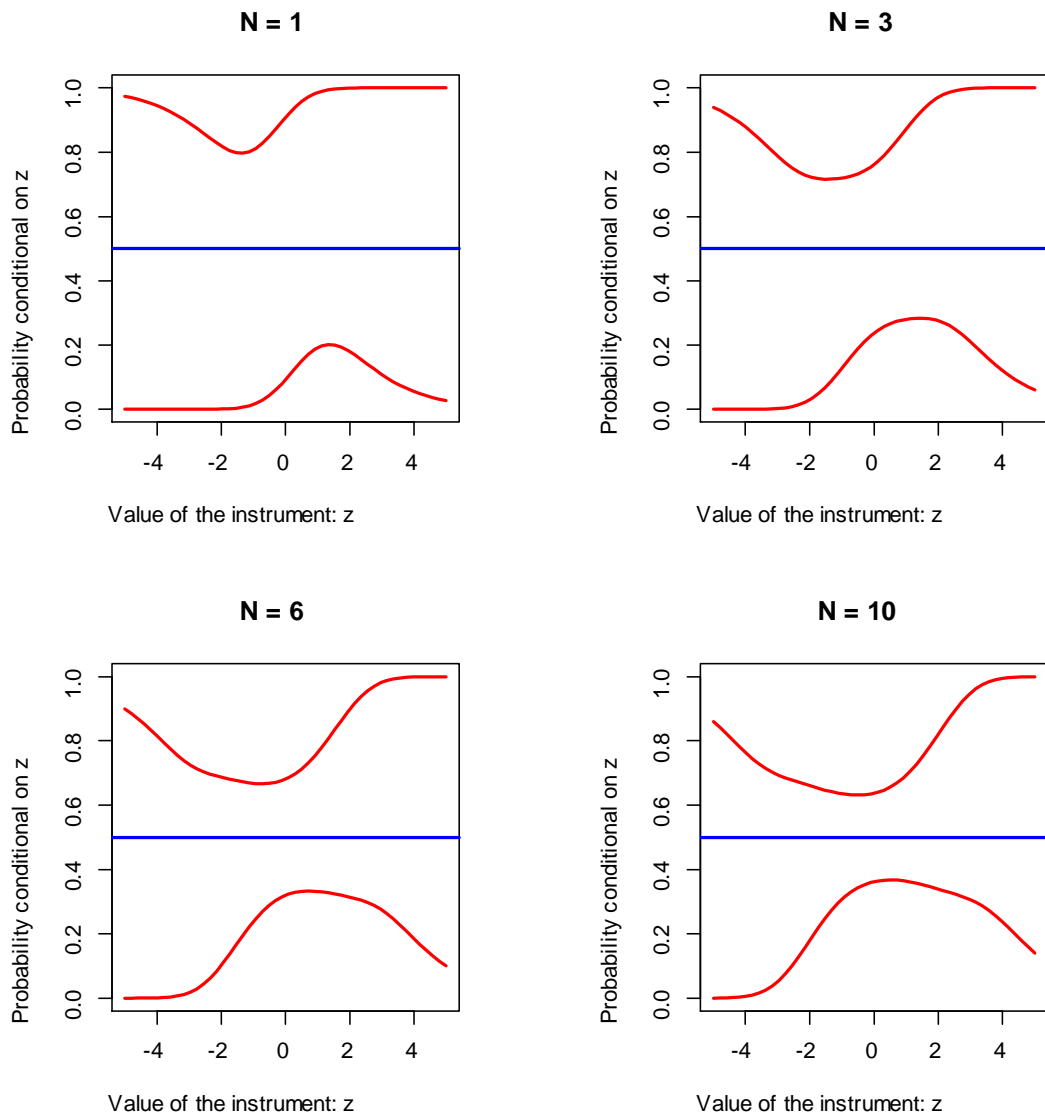 N = 1
Probability conditional on z
1.0
0.8
0.6
0.4
0.2
0.0
-4 -2 0 2 4
Value of the instrument: z
N = 3
Probability conditional on z
1.0
0.8
0.6
0.4
0.2
0.0
-4 -2 0 2 4
Value of the instrument: z
N = 6
Probability conditional on z
1.0
0.8
0.6
0.4
0.2
0.0
-4 -2 0 2 4
Value of the instrument: z
N = 10
Probability conditional on z
1.0
0.8
0.6
0.4
0.2
0.0
-4 -2 0 2 4
Value of the instrument: z